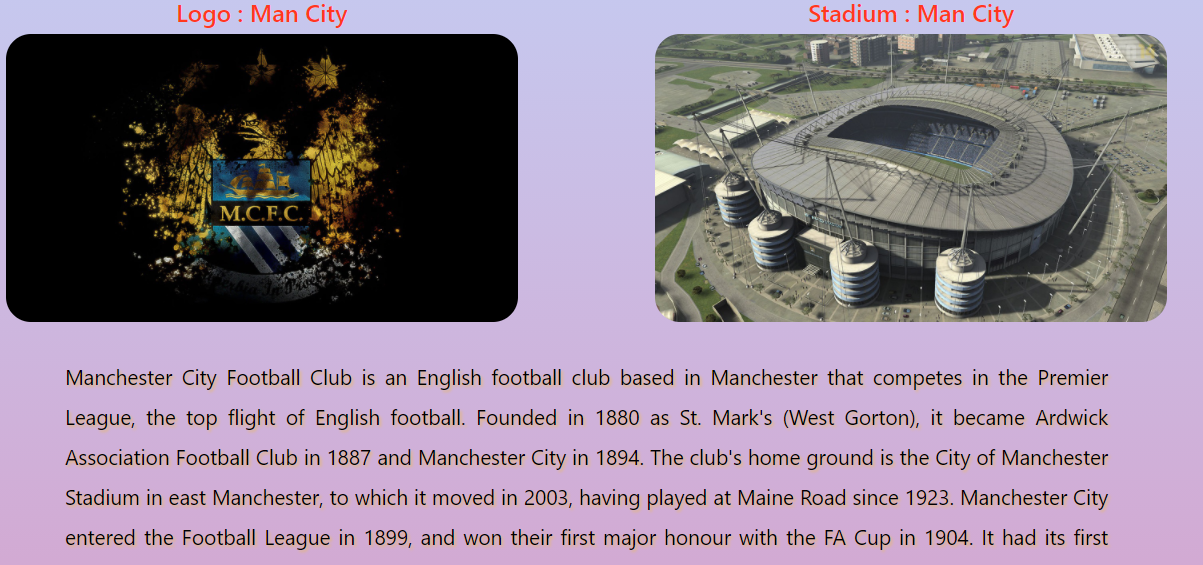 Logo : Man City
Stadium : Man City
M.C.F.C.
Manchester City Football Club is an English football club based in Manchester that competes in the Premier
League, the top flight of English football. Founded in 1880 as St. Mark's (West Gorton), it became Ardwick
Association Football Club in 1887 and Manchester City in 1894. The club's home ground is the City of Manchester
Stadium in east Manchester, to which it moved in 2003, having played at Maine Road since 1923. Manchester City
entered the Football League in 1899, and won their first major honour with the FA Cup in 1904. It had its first